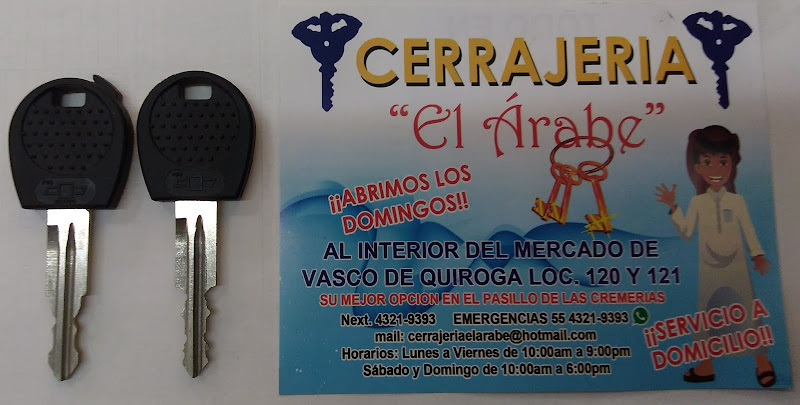 CERRAJERIA
"El Árabe"
¡¡ABRIMOS LOS
DOMINGOS!!
AL INTERIOR DEL MERCADO DE
VASCO DE QUIROGA LOC. 120 Y 121
SU MEJOR OPCION EN EL PASILLO DE LAS CREMERIAS
Next. 4321-9393 EMERGENCIAS 55 4321-9393
mail: cerrajeriaelarabe@hotmail.com
Horarios: Lunes a Viernes de 10:00am a 9:00pm
Sábado y Domingo de 10:00am a 6:00pm
¡¡SERVICIO A
DOMICILIO!!